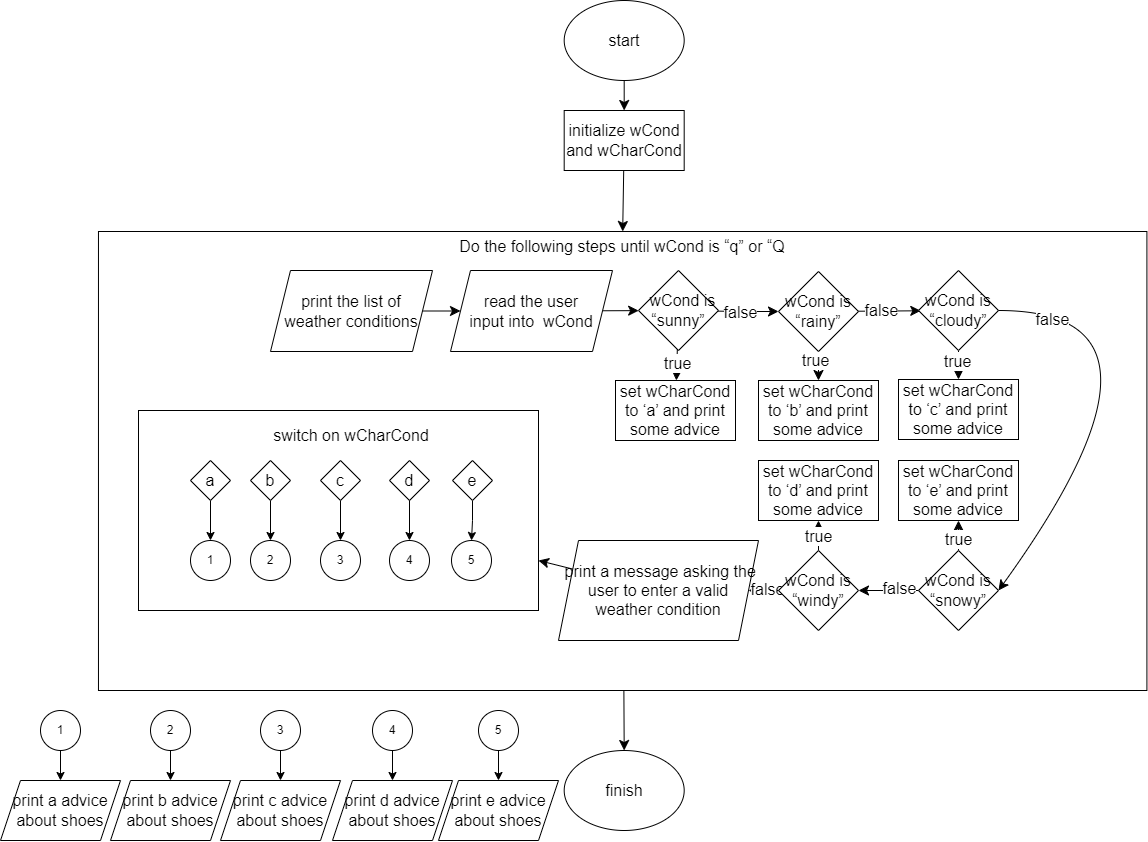 start
initialize wCond
and wCharCond
Do the following steps until wCond is “q” or “Q
print the list of
weather conditions
read the user
input into wCond
wCond is
“sunny”
false
wCond is
“rainy”
false
wCond is
“cloudy”
false
true
true
true
set wCharCond
to ‘a’ and print
some advice
set wCharCond
to ‘b’ and print
some advice
set wCharCond
to ‘c’ and print
some advice
switch on wCharCond
a
b
c
d
e
1
2
3
4
5
set wCharCond
to ‘d’ and print
some advice
set wCharCond
to ‘e’ and print
some advice
true
true
print a message asking the
user to enter a valid
weather condition
false
wCond is
“windy”
false
wCond is
“snowy”
1
2
3
4
5
print a advice
about shoes
print b advice
about shoes
print c advice
about shoes
print d advice
about shoes
print e advice
about shoes
finish